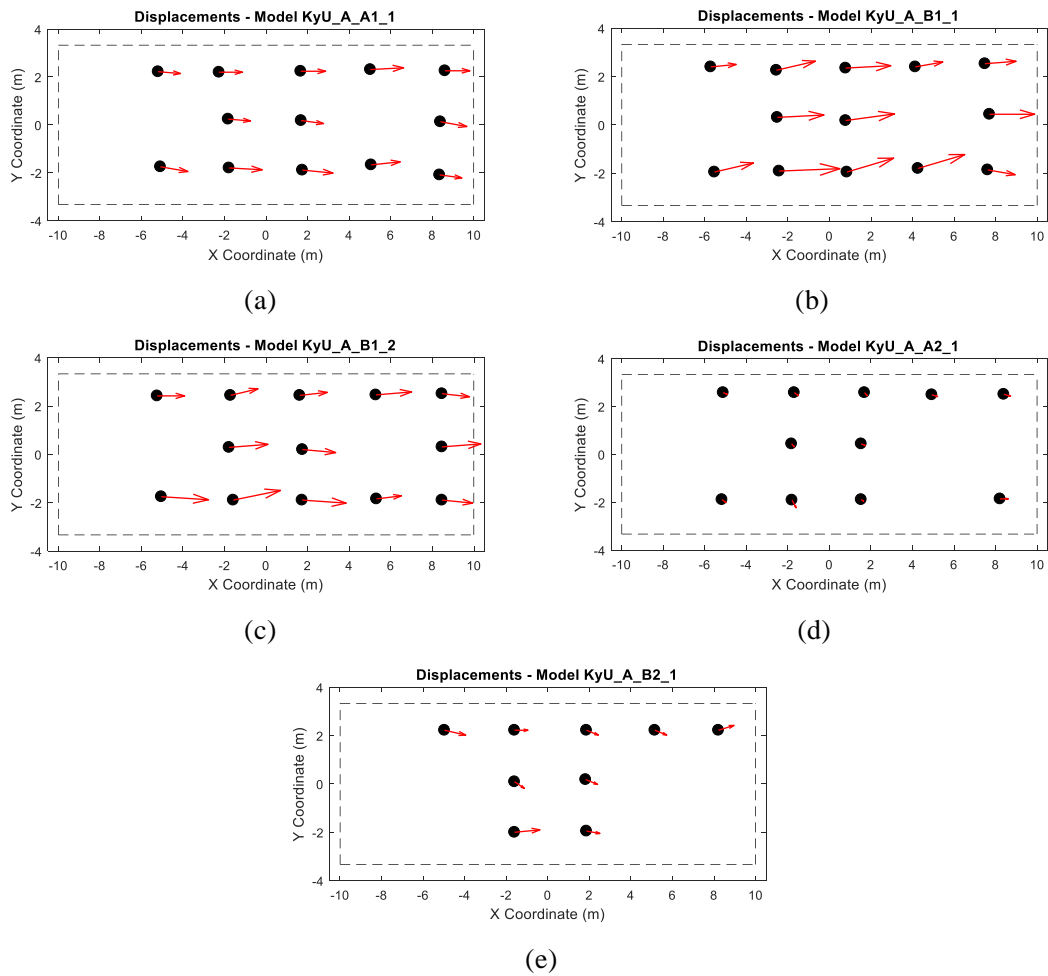 Displacements - Model KyU_A_A1_1
4
2
0
-2
-4
Y Coordinate (m)
-10 -8 -6 -4 -2 0 2 4 6 8 10
X Coordinate (m)
(a)
Displacements - Model KyU_A_B1_1
4
2
0
-2
-4
Y Coordinate (m)
-10 -8 -6 -4 -2 0 2 4 6 8 10
X Coordinate (m)
(b)
Displacements - Model KyU_A_B1_2
4
2
0
-2
-4
Y Coordinate (m)
-10 -8 -6 -4 -2 0 2 4 6 8 10
X Coordinate (m)
(c)
Displacements - Model KyU_A_A2_1
4
2
0
-2
-4
Y Coordinate (m)
-10 -8 -6 -4 -2 0 2 4 6 8 10
X Coordinate (m)
(d)
Displacements - Model KyU_A_B2_1
4
2
0
-2
-4
Y Coordinate (m)
-10 -8 -6 -4 -2 0 2 4 6 8 10
X Coordinate (m)
(e)